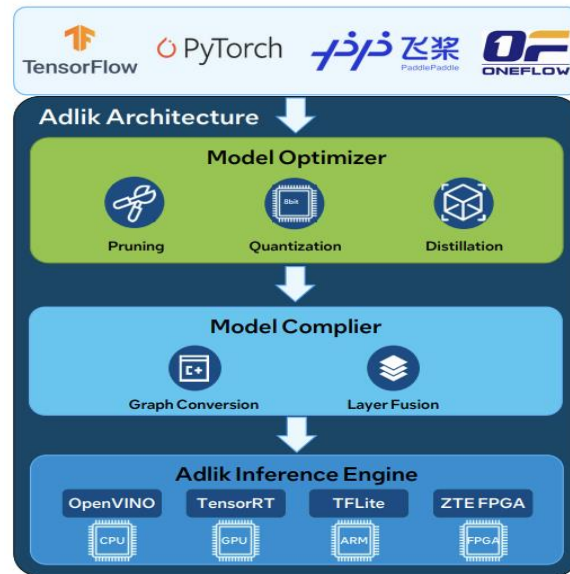 TensorFlow PyTorch 飞桨 PaddlePaddle OF ONEFLOW
Adlik Architecture
Model Optimizer
8bit
Pruning Quantization Distillation
Model Complier
Graph Conversion Layer Fusion
Adlik Inference Engine
OpenVINO TensorRT TFLite ZTE FPGA
CPU GPU ARM FPGA